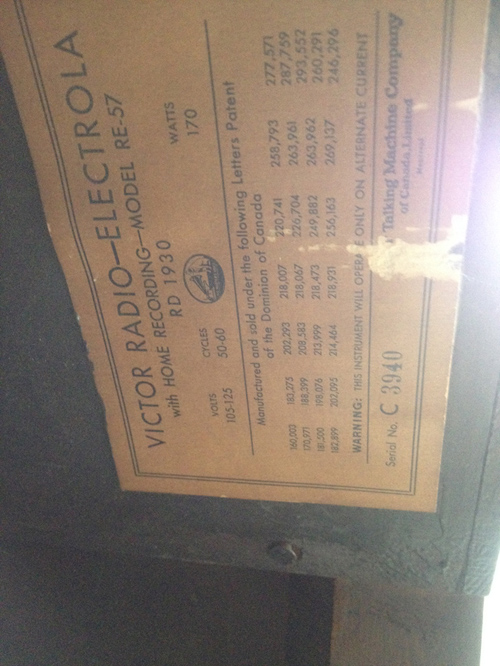 VICTOR RADIO—ELECTROLA
with HOME RECORDING—MODEL RE-57
RD 1930
VOLTS CYCLES WATTS
105-125 50-60 170
Manufactured and sold under the following Letters Patent
of the Dominion of Canada
160,003 183,275 202,293 218,007 220,741 258,793 277,571
170,971 188,399 208,583 218,067 226,704 263,961 287,759
181,500 198,076 213,999 218,473 249,882 263,962 293,552
182,899 202,095 214,464 218,931 256,163 269,137 260,291
246,296
WARNING: THIS INSTRUMENT WILL OPERATE ONLY ON ALTERNATE CURRENT
Talking Machine Company
of Canada, Limited
Montreal
Serial No. C 3940